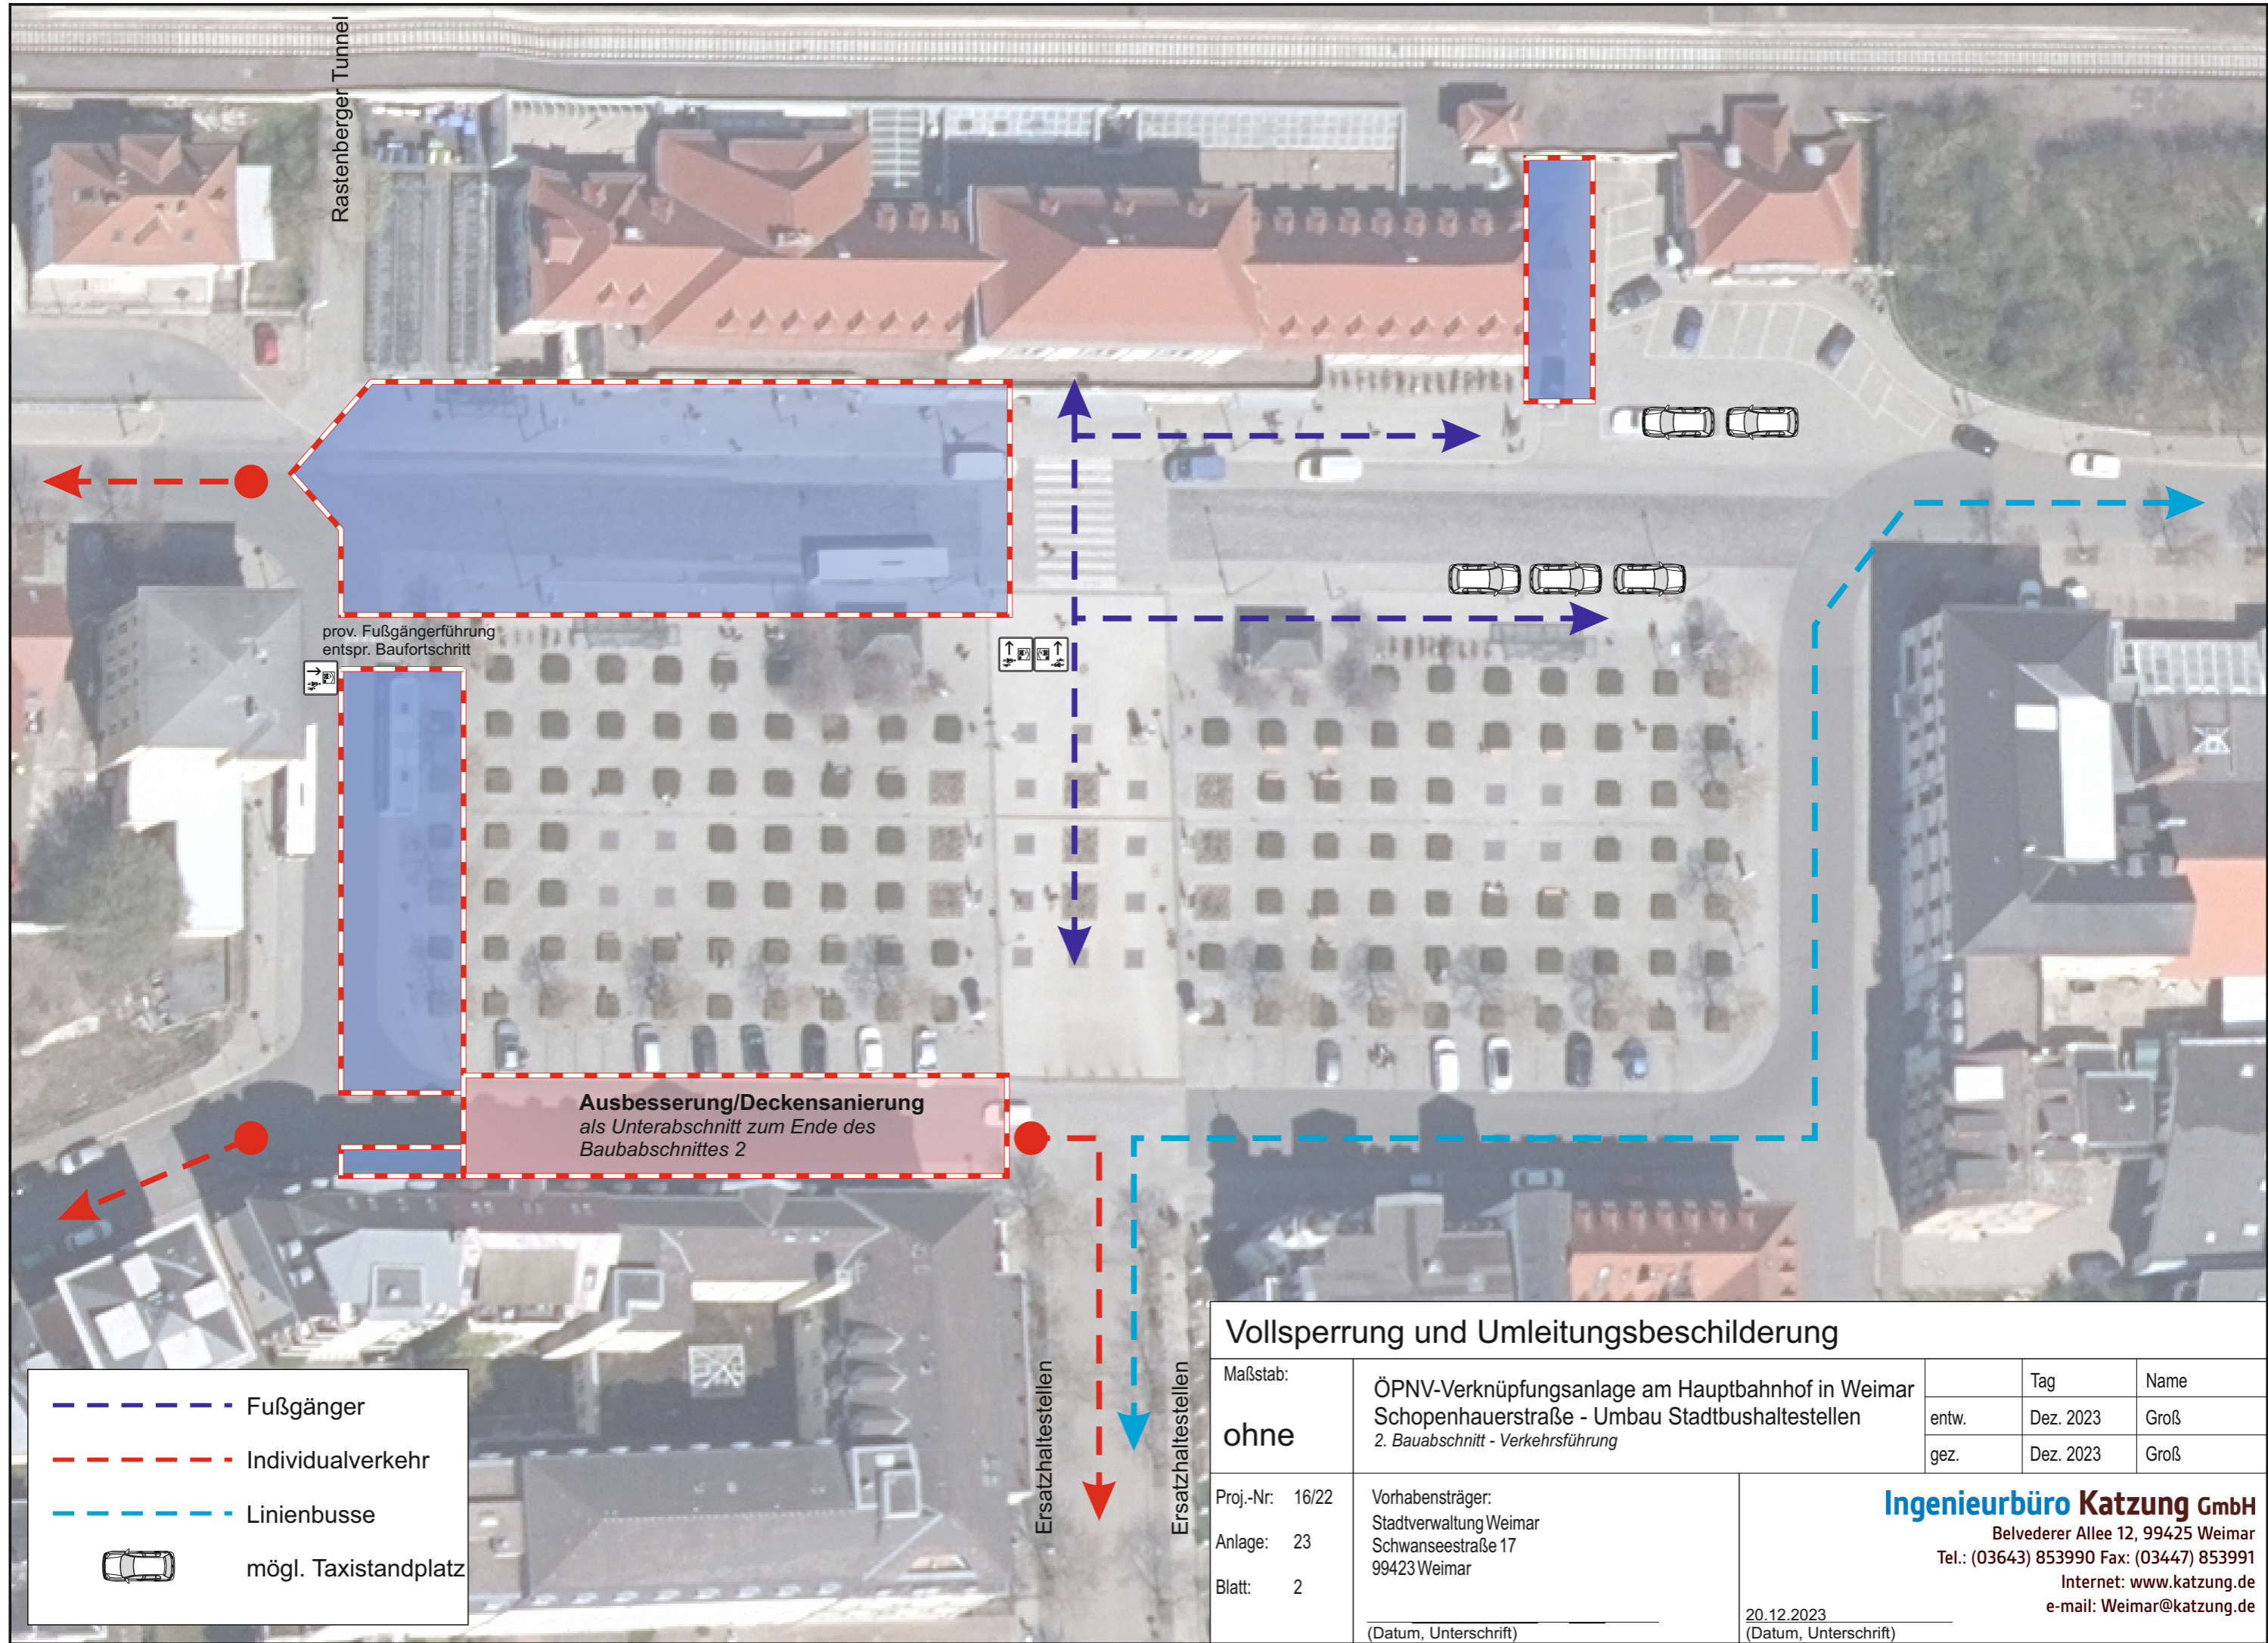 Rastenberger Tunnel
prov. Fußgängerführung
entspr. Baufortschritt
Ausbesserung/Deckensanierung
als Unterabschnitt zum Ende des
Baubabschnittes 2
Ersatzhaltestellen
Ersatzhaltestellen
Fußgänger
Individualverkehr
Linienbusse
mögl. Taxistandplatz
Vollsperrung und Umleitungsbeschilderung
Maßstab:
ohne
ÖPNV-Verknüpfungsanlage am Hauptbahnhof in Weimar
Schopenhauerstraße - Umbau Stadtbushaltestellen
2. Bauabschnitt - Verkehrsführung
Tag Name
entw. Dez. 2023 Groß
gez. Dez. 2023 Groß
Proj.-Nr: 16/22
Anlage: 23
Blatt: 2
Vorhabensträger:
Stadtverwaltung Weimar
Schwanseestraße 17
99423 Weimar
(Datum, Unterschrift)
Ingenieurbüro Katzung GmbH
Belvederer Allee 12, 99425 Weimar
Tel.: (03643) 853990 Fax: (03447) 853991
Internet: www.katzung.de
e-mail: Weimar@katzung.de
20.12.2023
(Datum, Unterschrift)